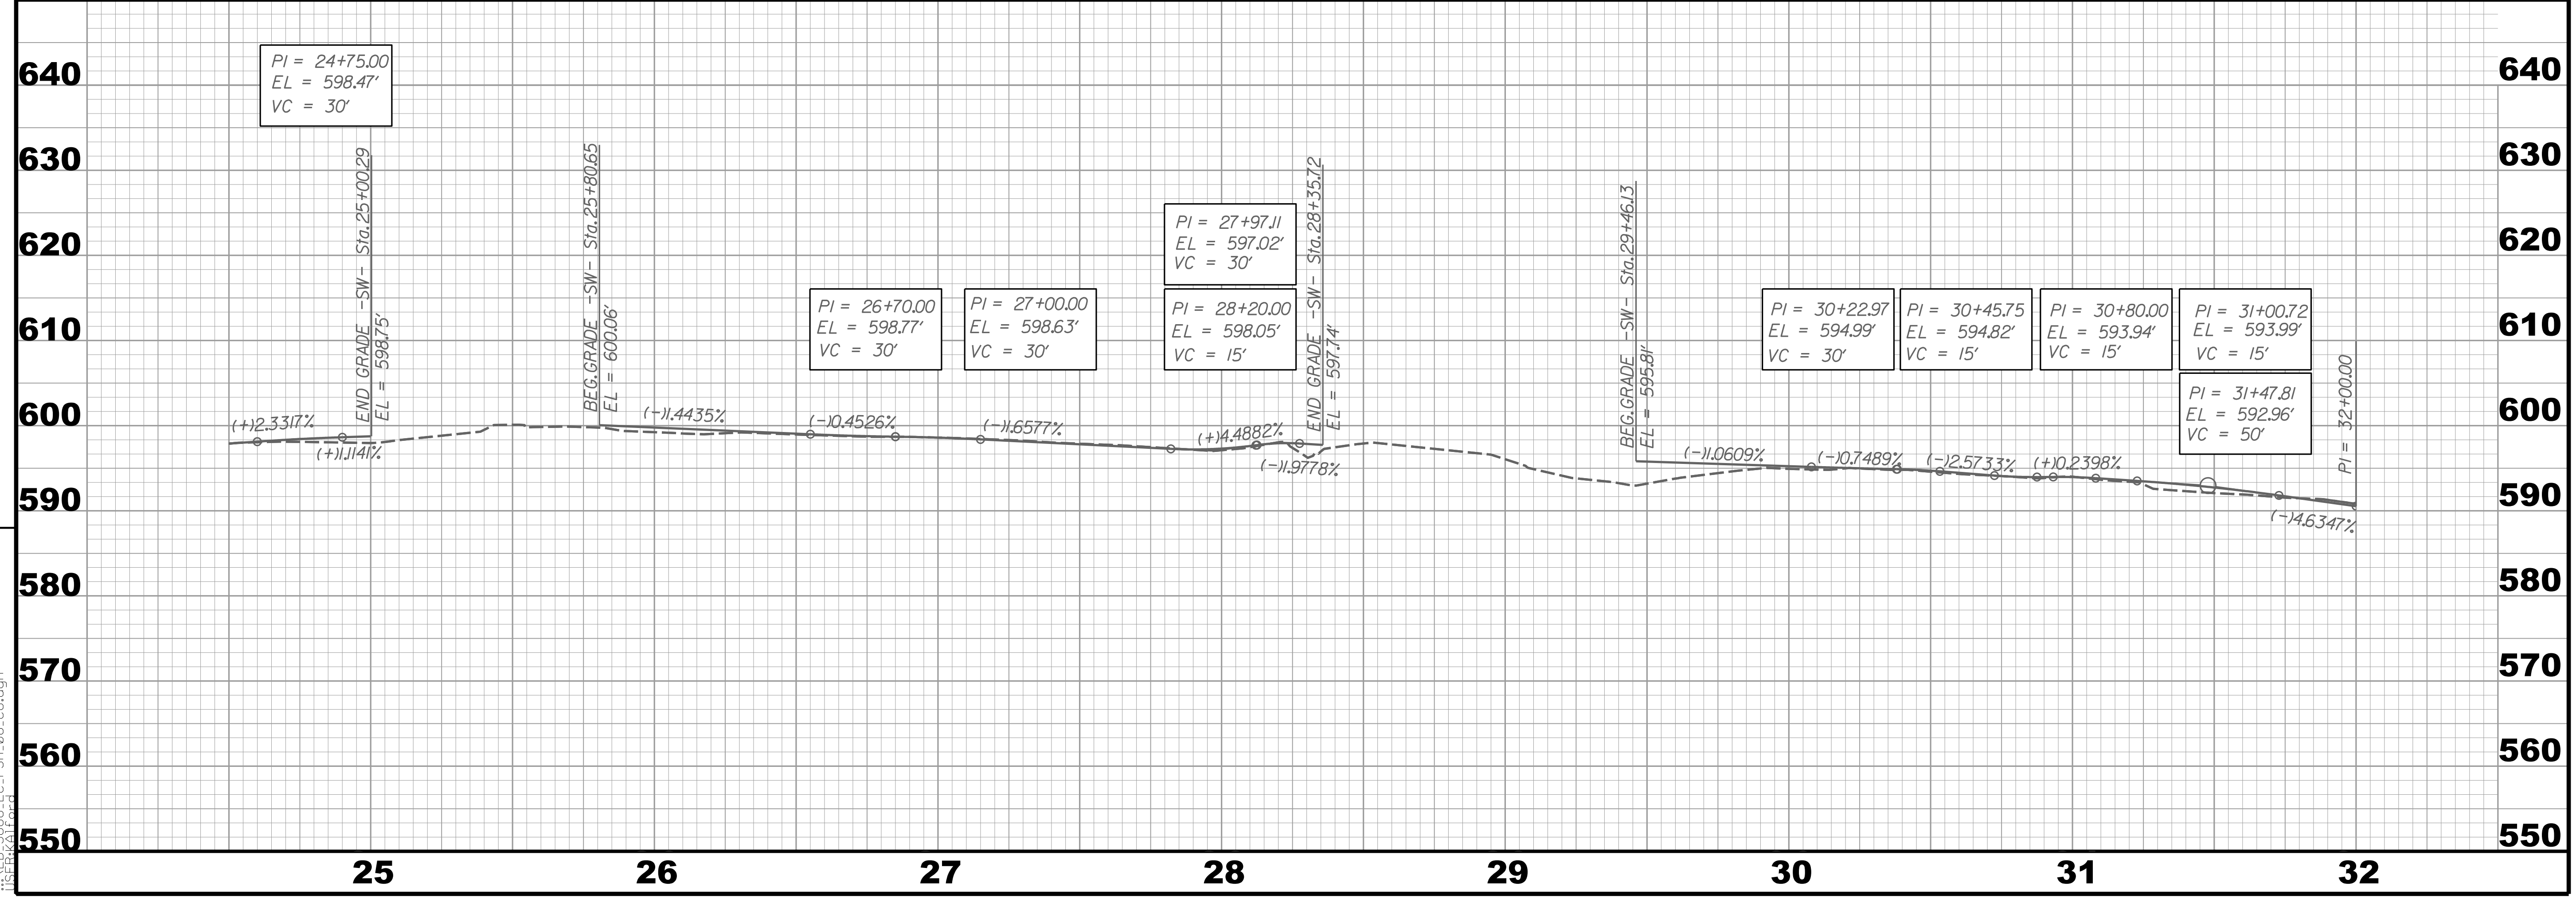 PI = 24+75.00
EL = 598.47'
VC = 30'
END GRADE -SW- Sta.25+00.29
EL = 598.75'
BEG.GRADE -SW- Sta.25+80.65
EL = 600.06'
PI = 26+70.00
EL = 598.77'
VC = 30'
PI = 27+00.00
EL = 598.63'
VC = 30'
PI = 27+97.11
EL = 597.02'
VC = 30'
PI = 28+20.00
EL = 598.05'
VC = 15'
END GRADE -SW- Sta.28+35.72
EL = 597.74'
BEG.GRADE -SW- Sta.29+46.13
EL = 595.81'
PI = 30+22.97
EL = 594.99'
VC = 30'
PI = 30+45.75
EL = 594.82'
VC = 15'
PI = 30+80.00
EL = 593.94'
VC = 15'
PI = 31+00.72
EL = 593.99'
VC = 15'
PI = 31+47.81
EL = 592.96'
VC = 50'
PI = 32+00.00
(+)2.3317%
(+)1.1141%
(-)1.4435%
(-)0.4526%
(-)1.6577%
(+)4.4882%
(-)1.9778%
(-)1.0609%
(-)0.7489%
(-)2.5733%
(+)0.2398%
(-)4.6347%
640
630
620
610
600
590
580
570
560
550
640
630
620
610
600
590
580
570
560
550
25
26
27
28
29
30
31
32
USER:KAlford